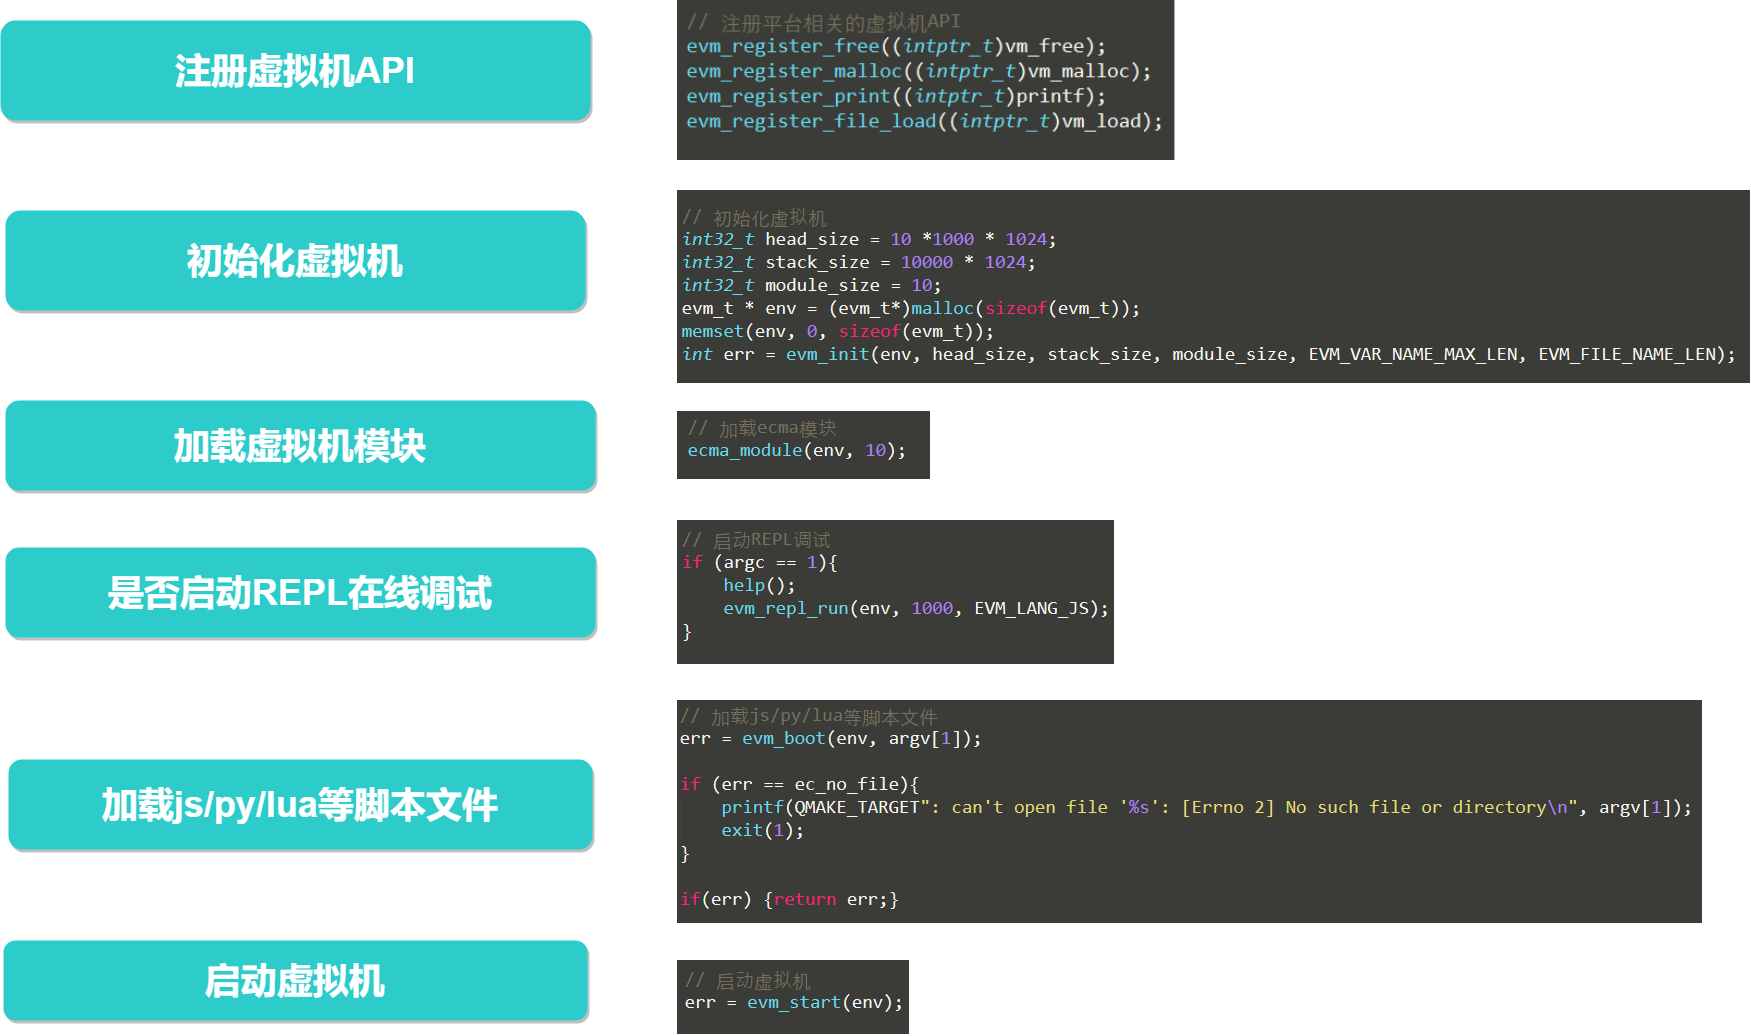 注册虚拟机API
// 注册平台相关的虚拟机API
evm_register_free((intptr_t)vm_free);
evm_register_malloc((intptr_t)vm_malloc);
evm_register_print((intptr_t)printf);
evm_register_file_load((intptr_t)vm_load);
初始化虚拟机
// 初始化虚拟机
int32_t head_size = 10 *1000 * 1024;
int32_t stack_size = 10000 * 1024;
int32_t module_size = 10;
evm_t * env = (evm_t*)malloc(sizeof(evm_t));
memset(env, 0, sizeof(evm_t));
int err = evm_init(env, head_size, stack_size, module_size, EVM_VAR_NAME_MAX_LEN, EVM_FILE_NAME_LEN);
加载虚拟机模块
// 加载ecma模块
ecma_module(env, 10);
是否启动REPL在线调试
// 启动REPL调试
if (argc == 1){
    help();
    evm_repl_run(env, 1000, EVM_LANG_JS);
}
加载js/py/lua等脚本文件
// 加载js/py/lua等脚本文件
err = evm_boot(env, argv[1]);
if (err == ec_no_file){
    printf(QMAKE_TARGET": can't open file '%s': [Errno 2] No such file or directory\n", argv[1]);
    exit(1);
}
if(err) {return err;}
启动虚拟机
// 启动虚拟机
err = evm_start(env);